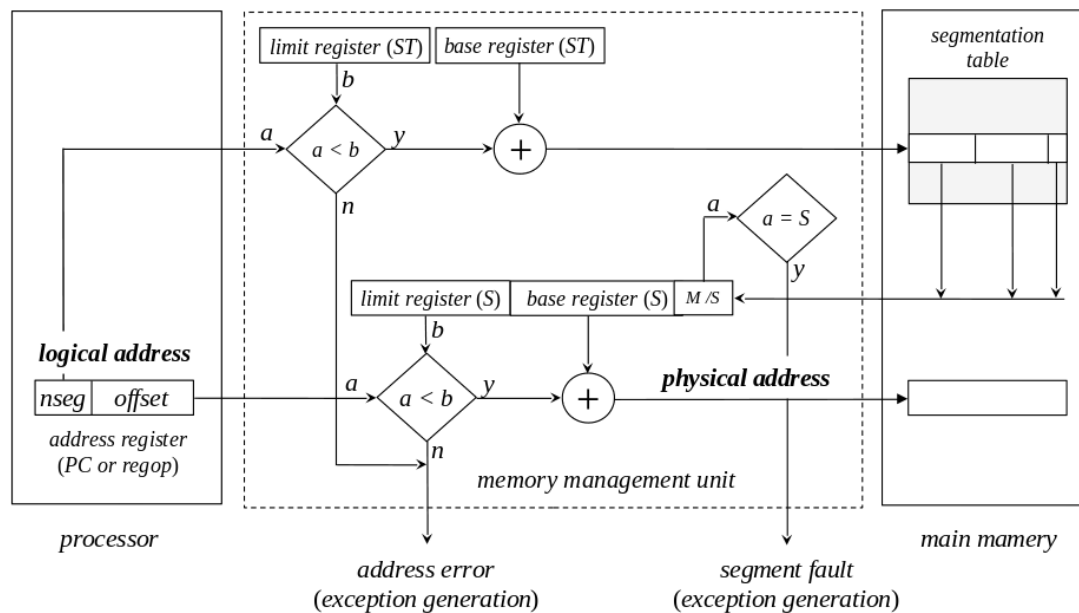 limit register (ST)
base register (ST)
segmentation
table
b
a
a < b
y
+
n
a
a = S
y
limit register (S)
base register (S)
M /S
b
logical address
nseg
offset
address register
(PC or regop)
a
a < b
y
+
physical address
n
memory management unit
processor
main mamery
address error
(exception generation)
segment fault
(exception generation)